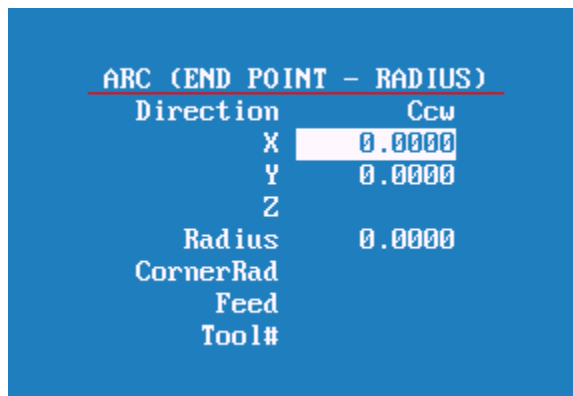 ARC (END POINT - RADIUS)
Direction Ccw
X 0.0000
Y 0.0000
Z
Radius 0.0000
CornerRad
Feed
Tool#